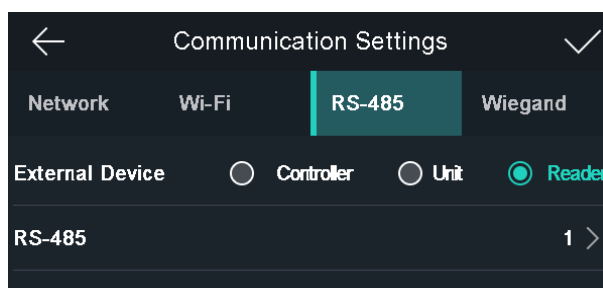 Communication Settings
Network Wi-Fi RS-485 Wiegand
External Device Controller Unit Reader
RS-485 1